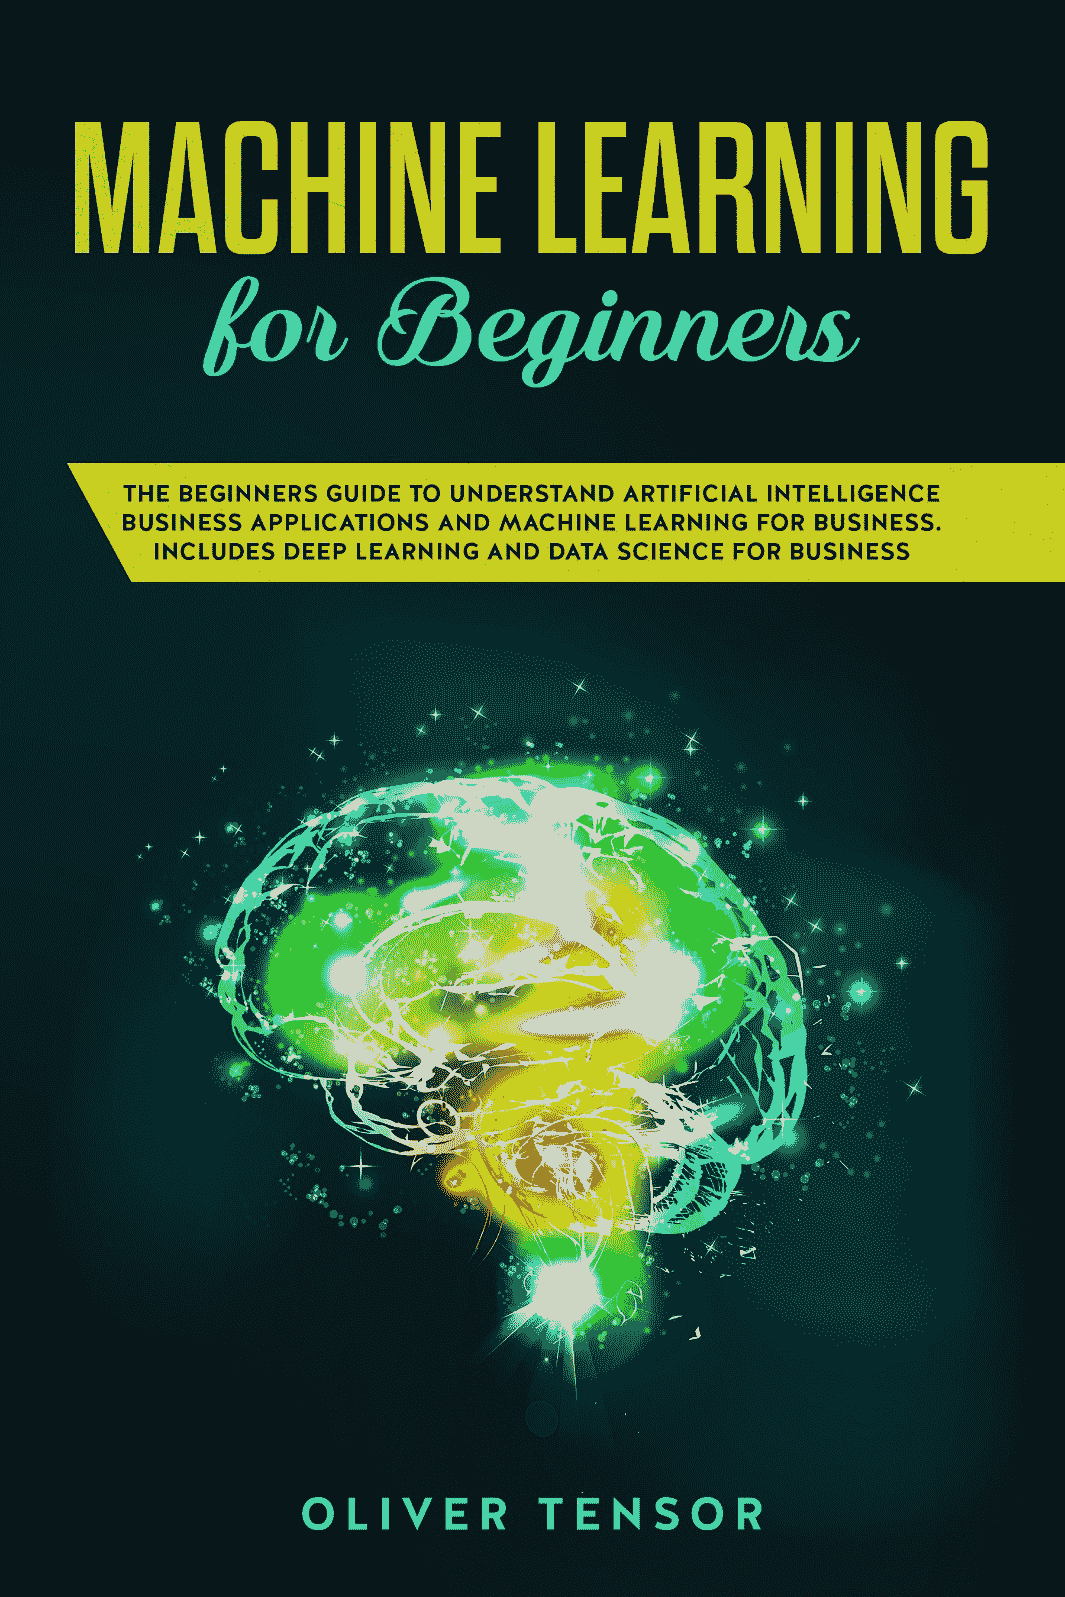 MACHINE LEARNING
for Beginners
THE BEGINNERS GUIDE TO UNDERSTAND ARTIFICIAL INTELLIGENCE
BUSINESS APPLICATIONS AND MACHINE LEARNING FOR BUSINESS.
INCLUDES DEEP LEARNING AND DATA SCIENCE FOR BUSINESS
OLIVER TENSOR